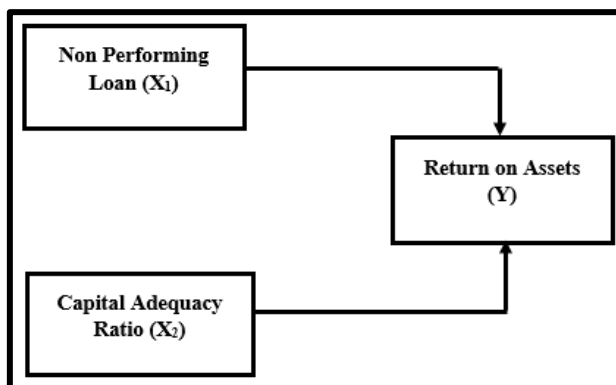 Non Performing
Loan (X₁)
Return on Assets
(Y)
Capital Adequacy
Ratio (X₂)